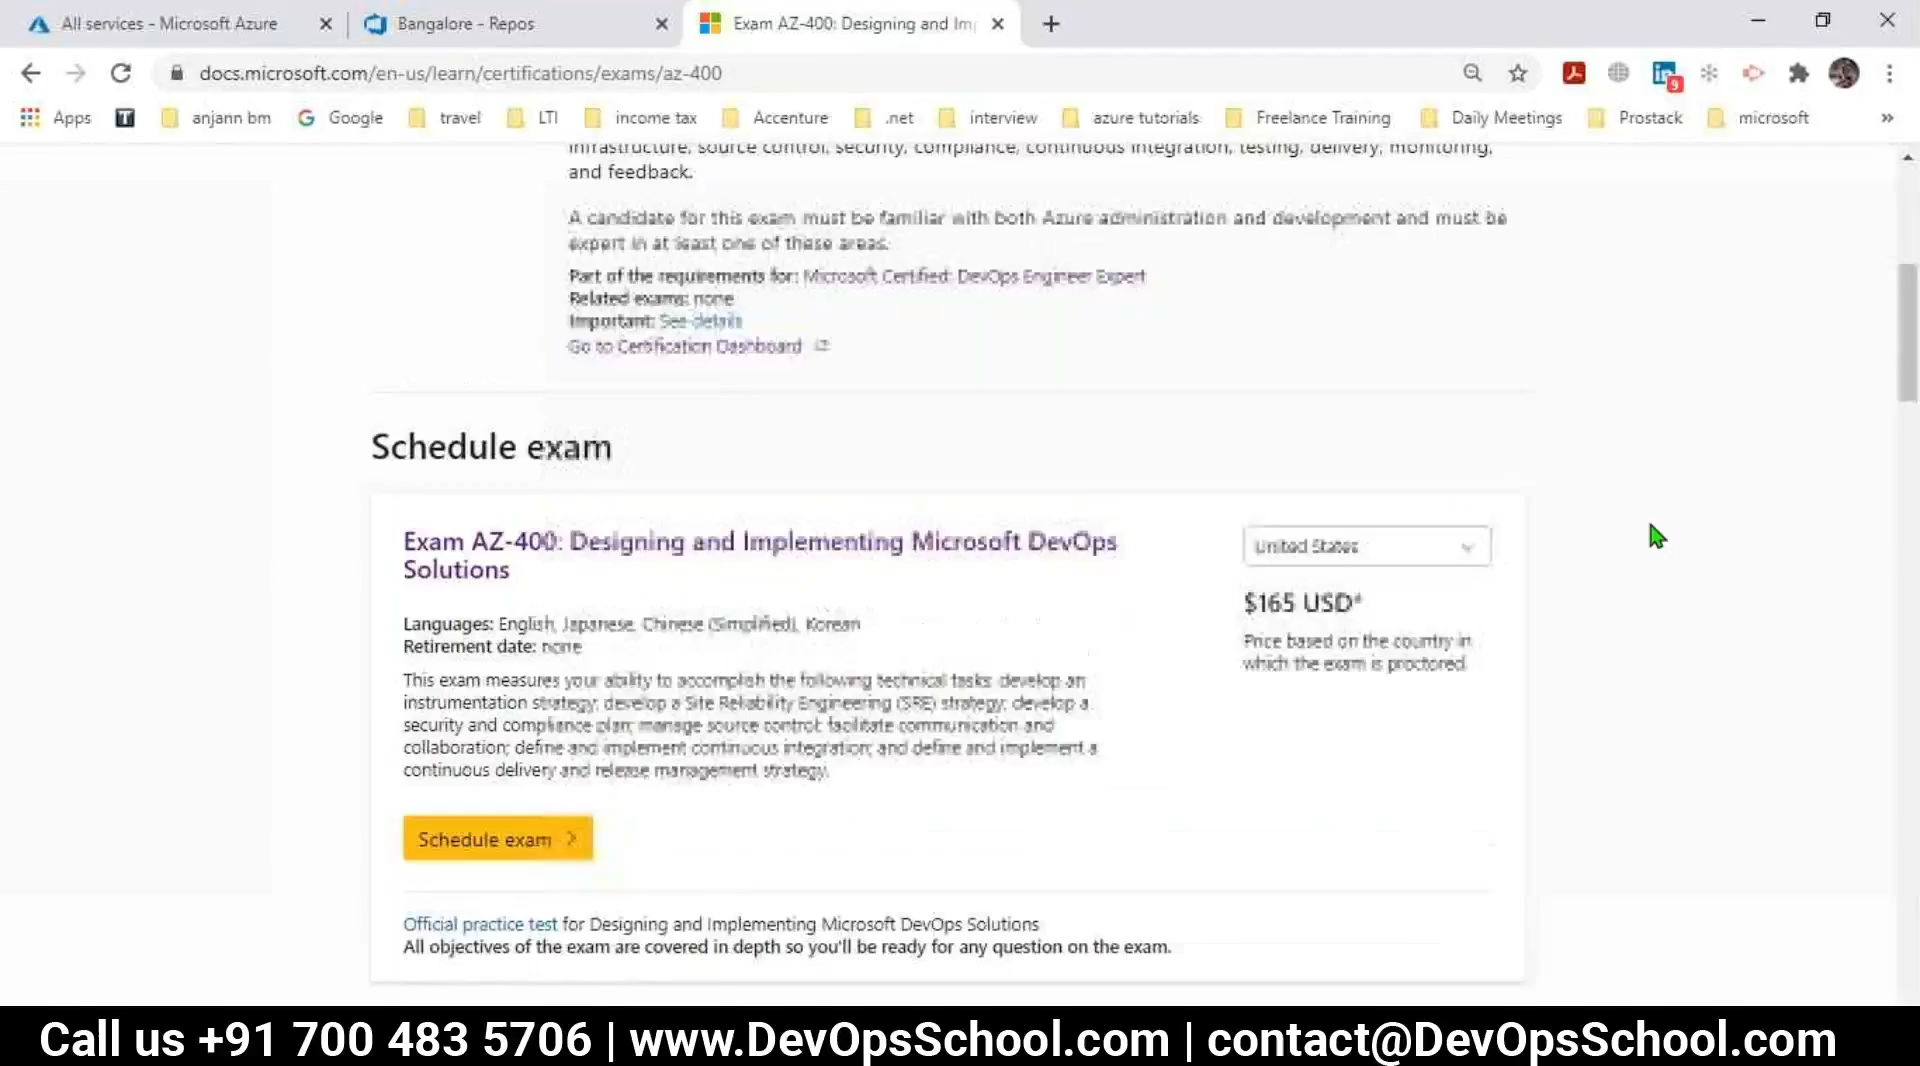 All services - Microsoft Azure
Bangalore - Repos
Exam AZ-400: Designing and Im
docs.microsoft.com/en-us/learn/certifications/exams/az-400
9
Apps
anjann bm
Google
travel
LTI
income tax
Accenture
.net
interview
azure tutorials
Freelance Training
Daily Meetings
Prostack
microsoft
»
infrastructure, source control, security, compliance, continuous integration, testing, delivery, monitoring,
and feedback.
A candidate for this exam must be familiar with both Azure administration and development and must be
expert in at least one of these areas.
Part of the requirements for: Microsoft Certified: DevOps Engineer Expert
Related exams: none
Important: See details
Go to Certification Dashboard
Schedule exam
Exam AZ-400: Designing and Implementing Microsoft DevOps
Solutions
United States
$165 USD*
Price based on the country in
which the exam is proctored.
Languages: English, Japanese, Chinese (Simplified), Korean
Retirement date: none
This exam measures your ability to accomplish the following technical tasks: develop an
instrumentation strategy; develop a Site Reliability Engineering (SRE) strategy; develop a
security and compliance plan; manage source control; facilitate communication and
collaboration; define and implement continuous integration; and define and implement a
continuous delivery and release management strategy.
Schedule exam
Official practice test for Designing and Implementing Microsoft DevOps Solutions
All objectives of the exam are covered in depth so you'll be ready for any question on the exam.
Call us +91 700 483 5706 | www.DevOpsSchool.com | contact@DevOpsSchool.com